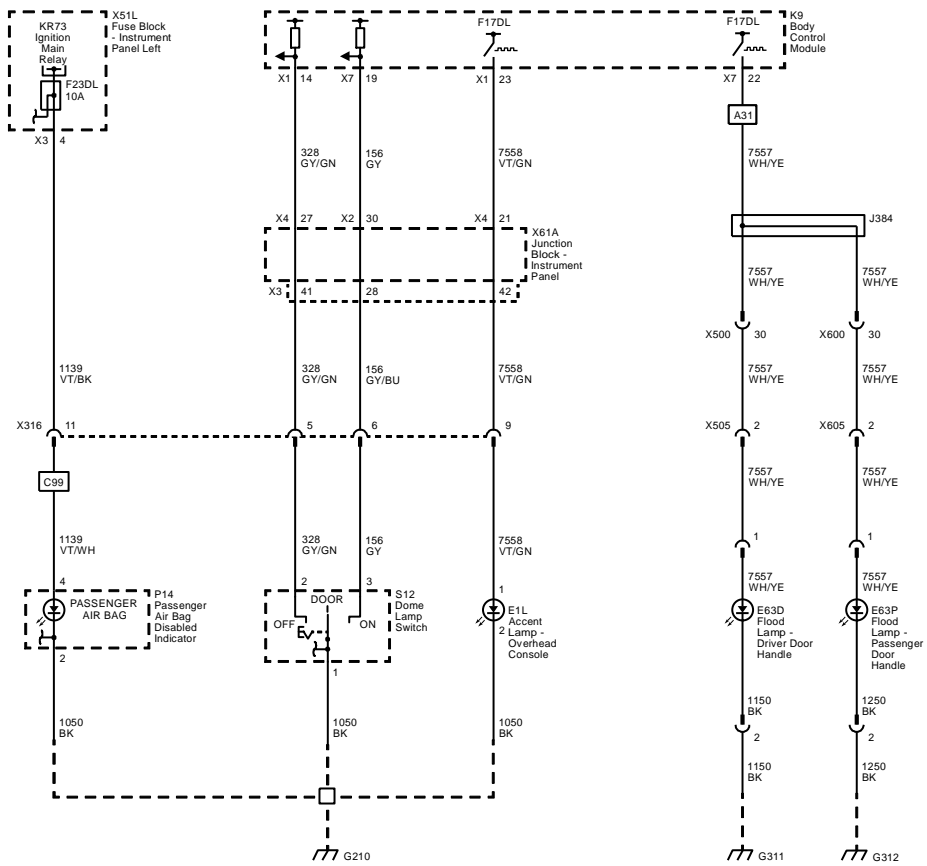 X51L
Fuse Block
- Instrument
Panel Left
KR73
Ignition
Main
Relay
F23DL
10A
X3 4
F17DL
F17DL
K9
Body
Control
Module
X1 14
X7 19
X1 23
X7 22
A31
328
GY/GN
156
GY
7558
VT/GN
7557
WH/YE
X4 27
X2 30
X4 21
X61A
Junction
Block -
Instrument
Panel
J384
X3 41
28
42
7557
WH/YE
7557
WH/YE
X500 30
X600 30
1139
VT/BK
328
GY/GN
156
GY/BU
7558
VT/GN
7557
WH/YE
7557
WH/YE
X316 11
5
6
9
X505 2
X605 2
C99
7557
WH/YE
7557
WH/YE
1139
VT/WH
328
GY/GN
156
GY
7558
VT/GN
1
1
7557
WH/YE
7557
WH/YE
4
PASSENGER
AIR BAG
P14
Passenger
Air Bag
Disabled
Indicator
2
2
3
DOOR
OFF
ON
S12
Dome
Lamp
Switch
1
1
2
E1L
Accent
Lamp -
Overhead
Console
E63D
Flood
Lamp -
Driver Door
Handle
E63P
Flood
Lamp -
Passenger
Door
Handle
1050
BK
1050
BK
1050
BK
1150
BK
1250
BK
2
2
1150
BK
1250
BK
G210
G311
G312